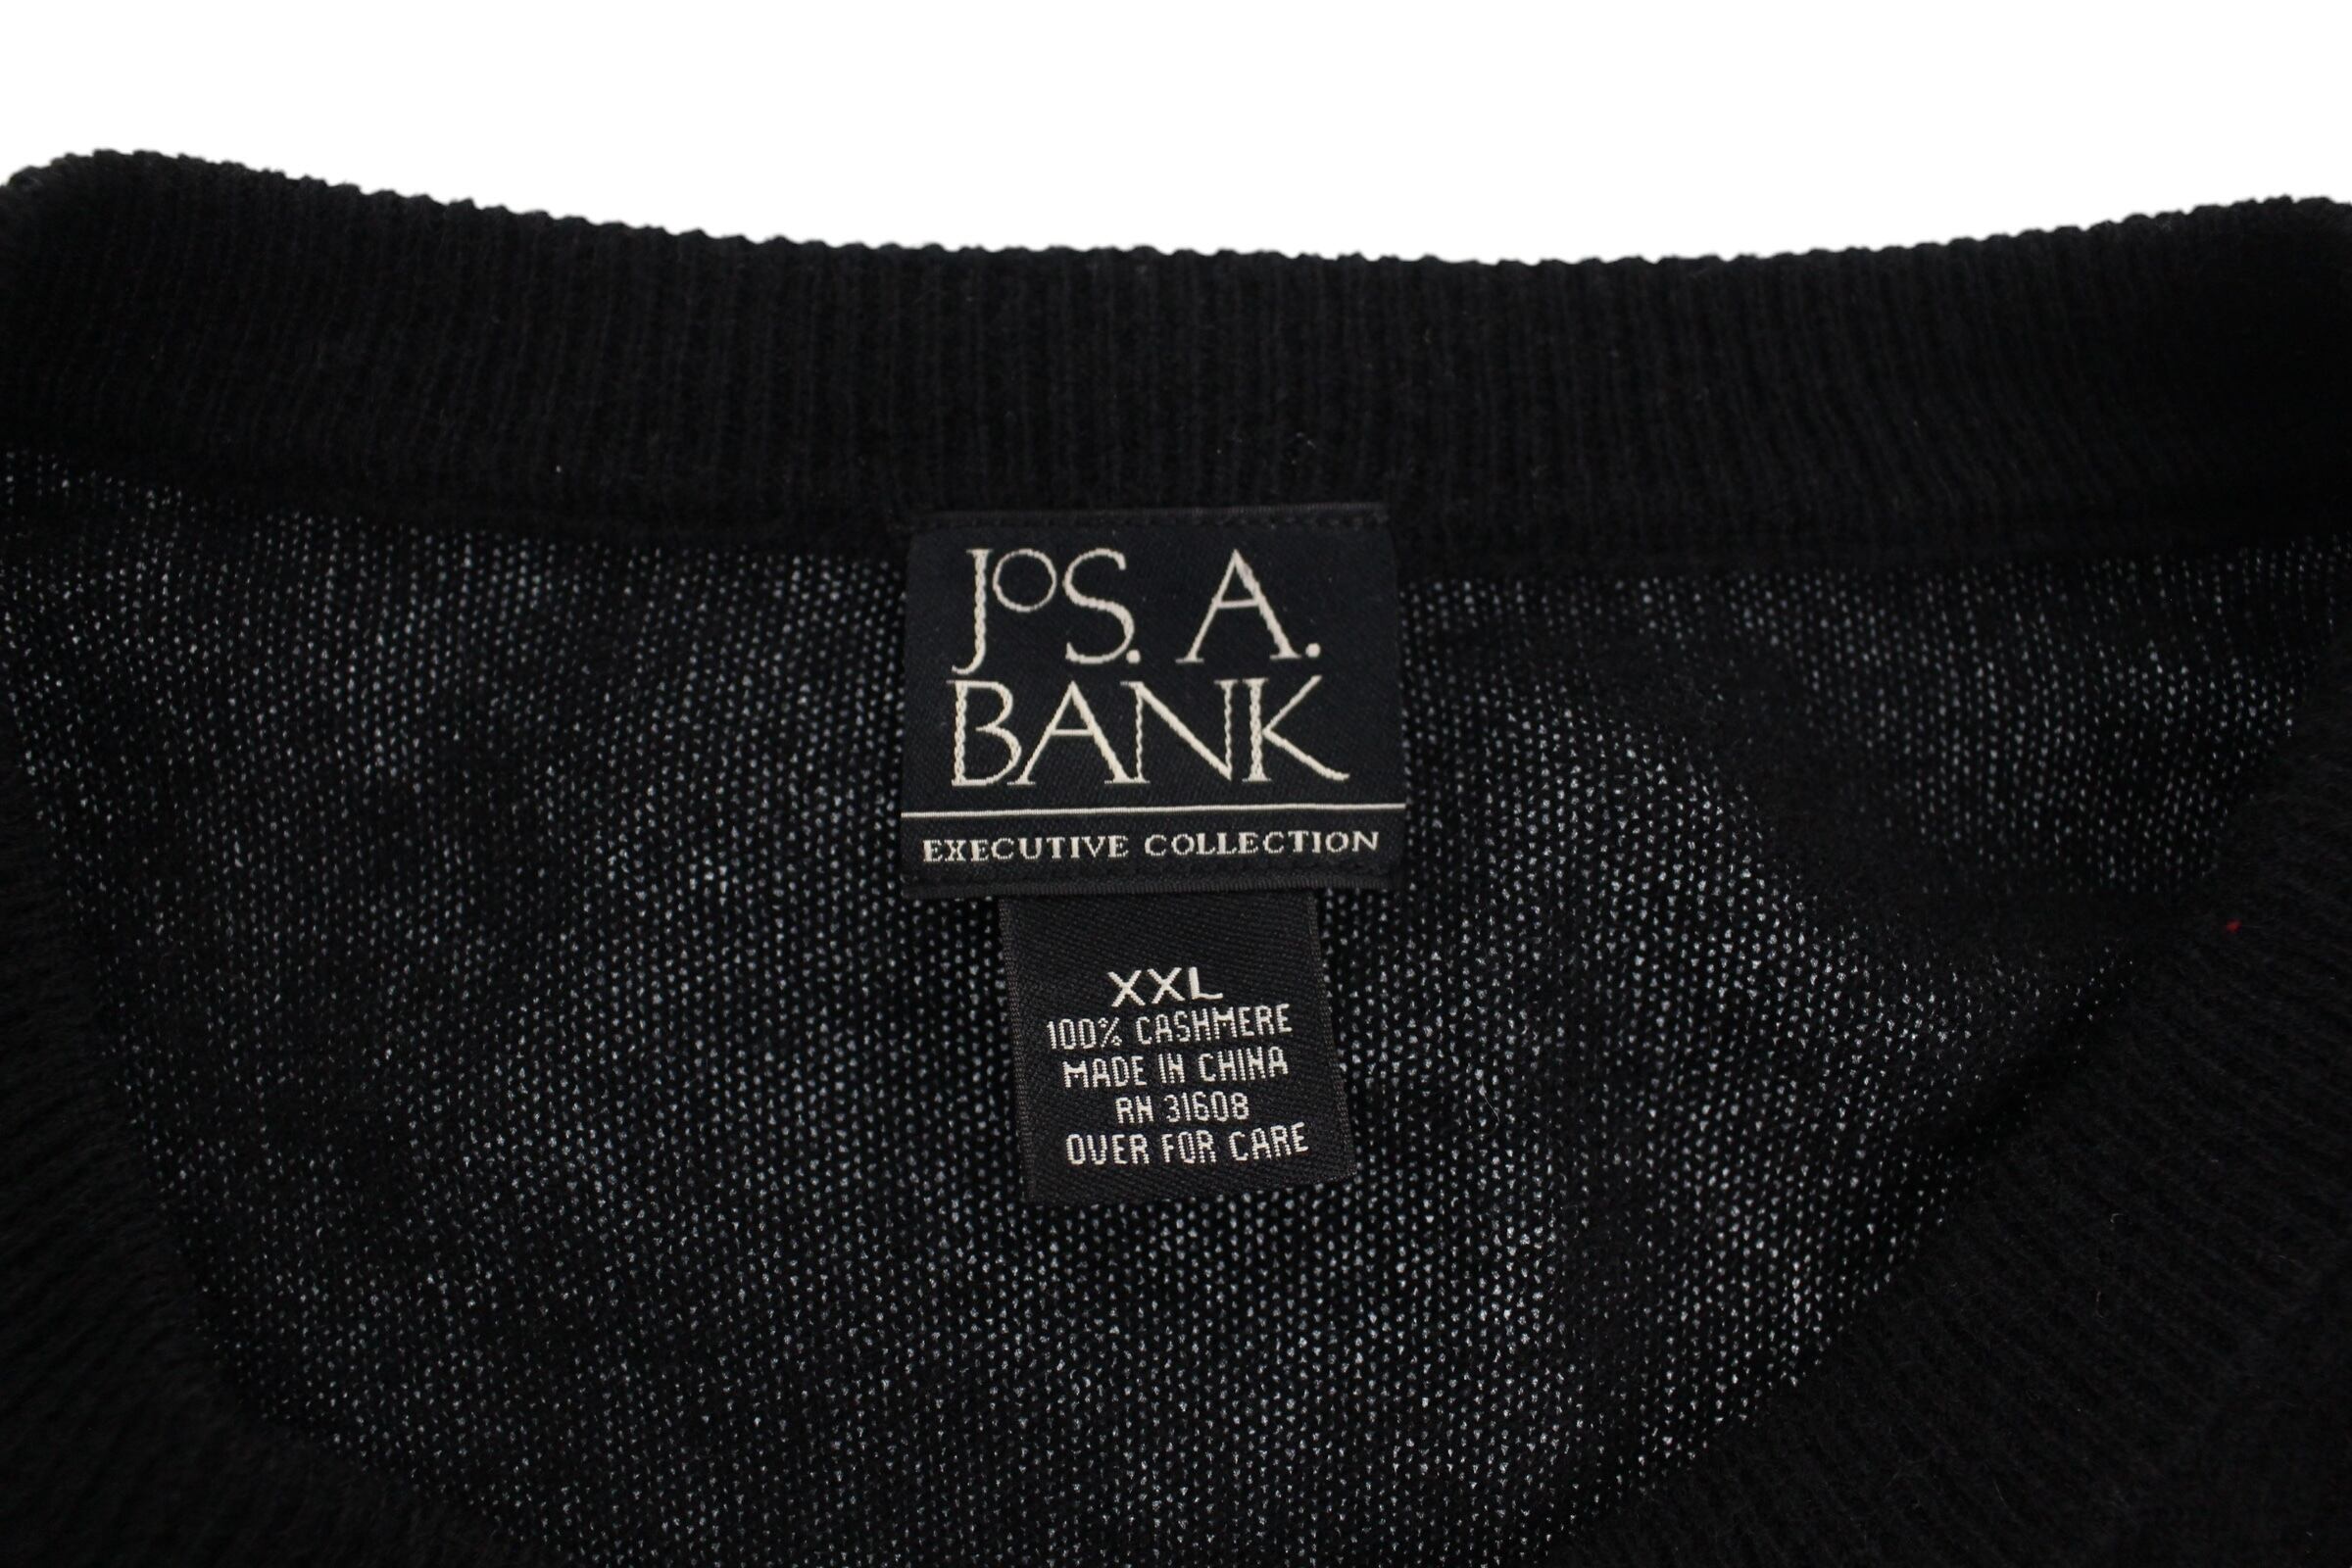 JOS. A.
BANK
EXECUTIVE COLLECTION
XXL
100% CASHMERE
MADE IN CHINA
RN 31608
OVER FOR CARE